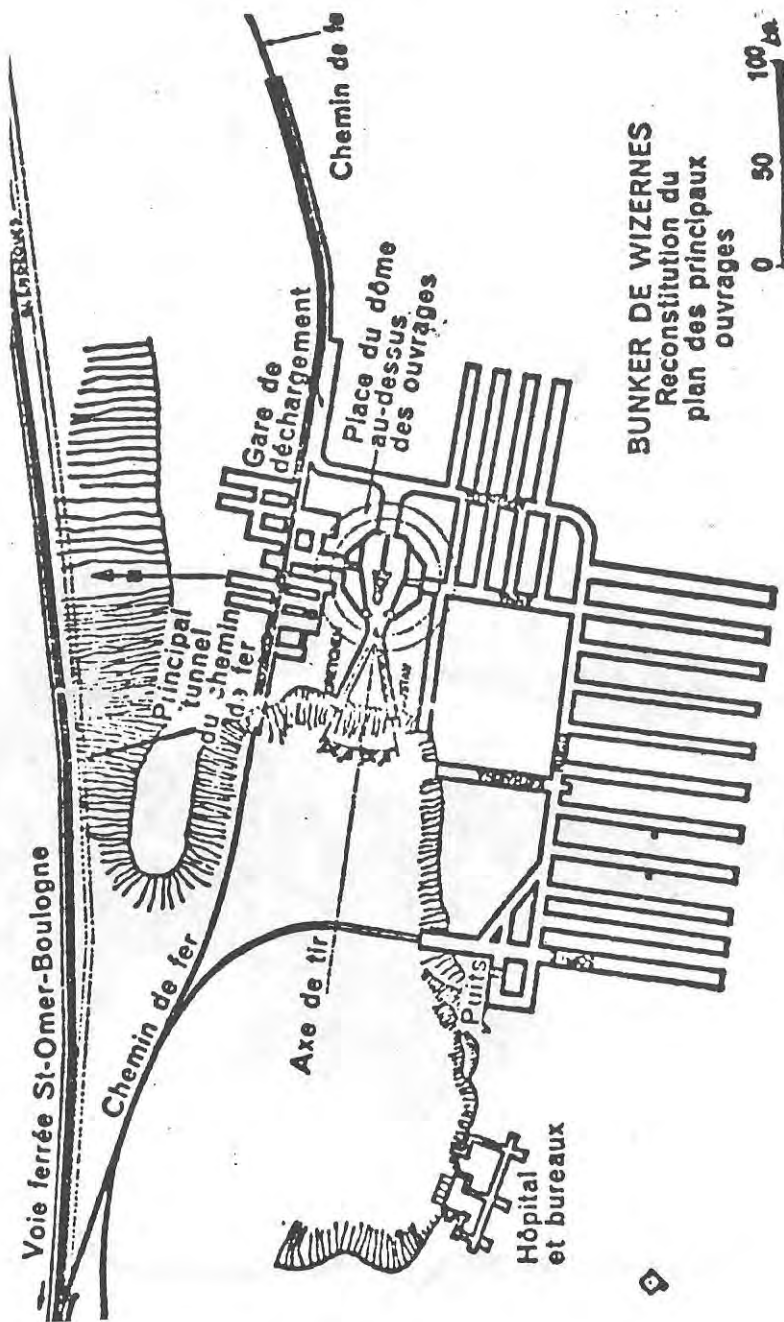 Voie ferrée St-Omer-Boulogne
Chemin de fer
Principal
tunnel
du chemin
de fer
Gare de
déchargement
Chemin de fe
Place du dôme
au-dessus
des ouvrages
Axe de tir
Puits
Hôpital
et bureaux
BUNKER DE WIZERNES
Reconstitution du
plan des principaux
ouvrages
0 50 100